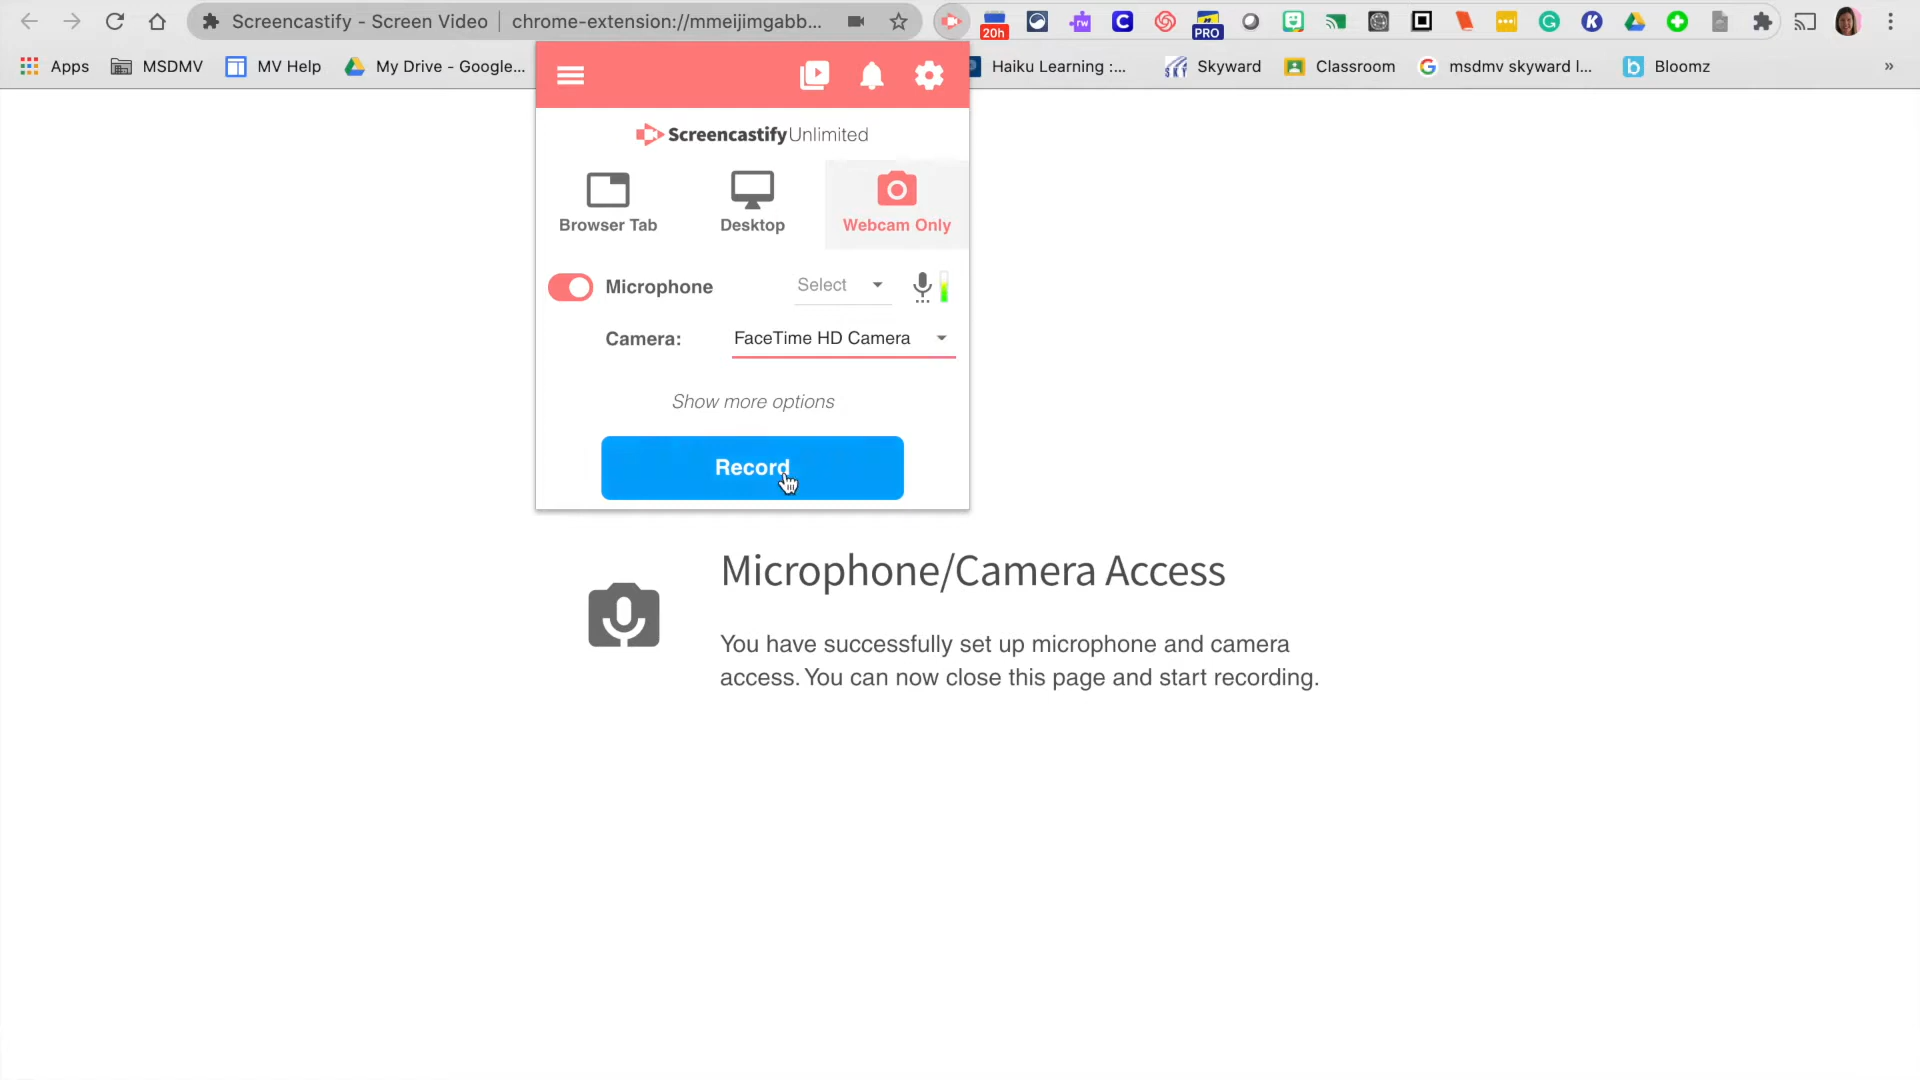 Screencastify - Screen Video | chrome-extension://mmeijimgabb...
20h
rw
C
PRO
G
K
Apps
MSDMV
MV Help
My Drive - Google...
Haiku Learning :...
Skyward
Classroom
msdmv skyward l...
Bloomz
»
Screencastify Unlimited
Browser Tab
Desktop
Webcam Only
Microphone
Select
Camera:
FaceTime HD Camera
Show more options
Record
Microphone/Camera Access
You have successfully set up microphone and camera
access. You can now close this page and start recording.